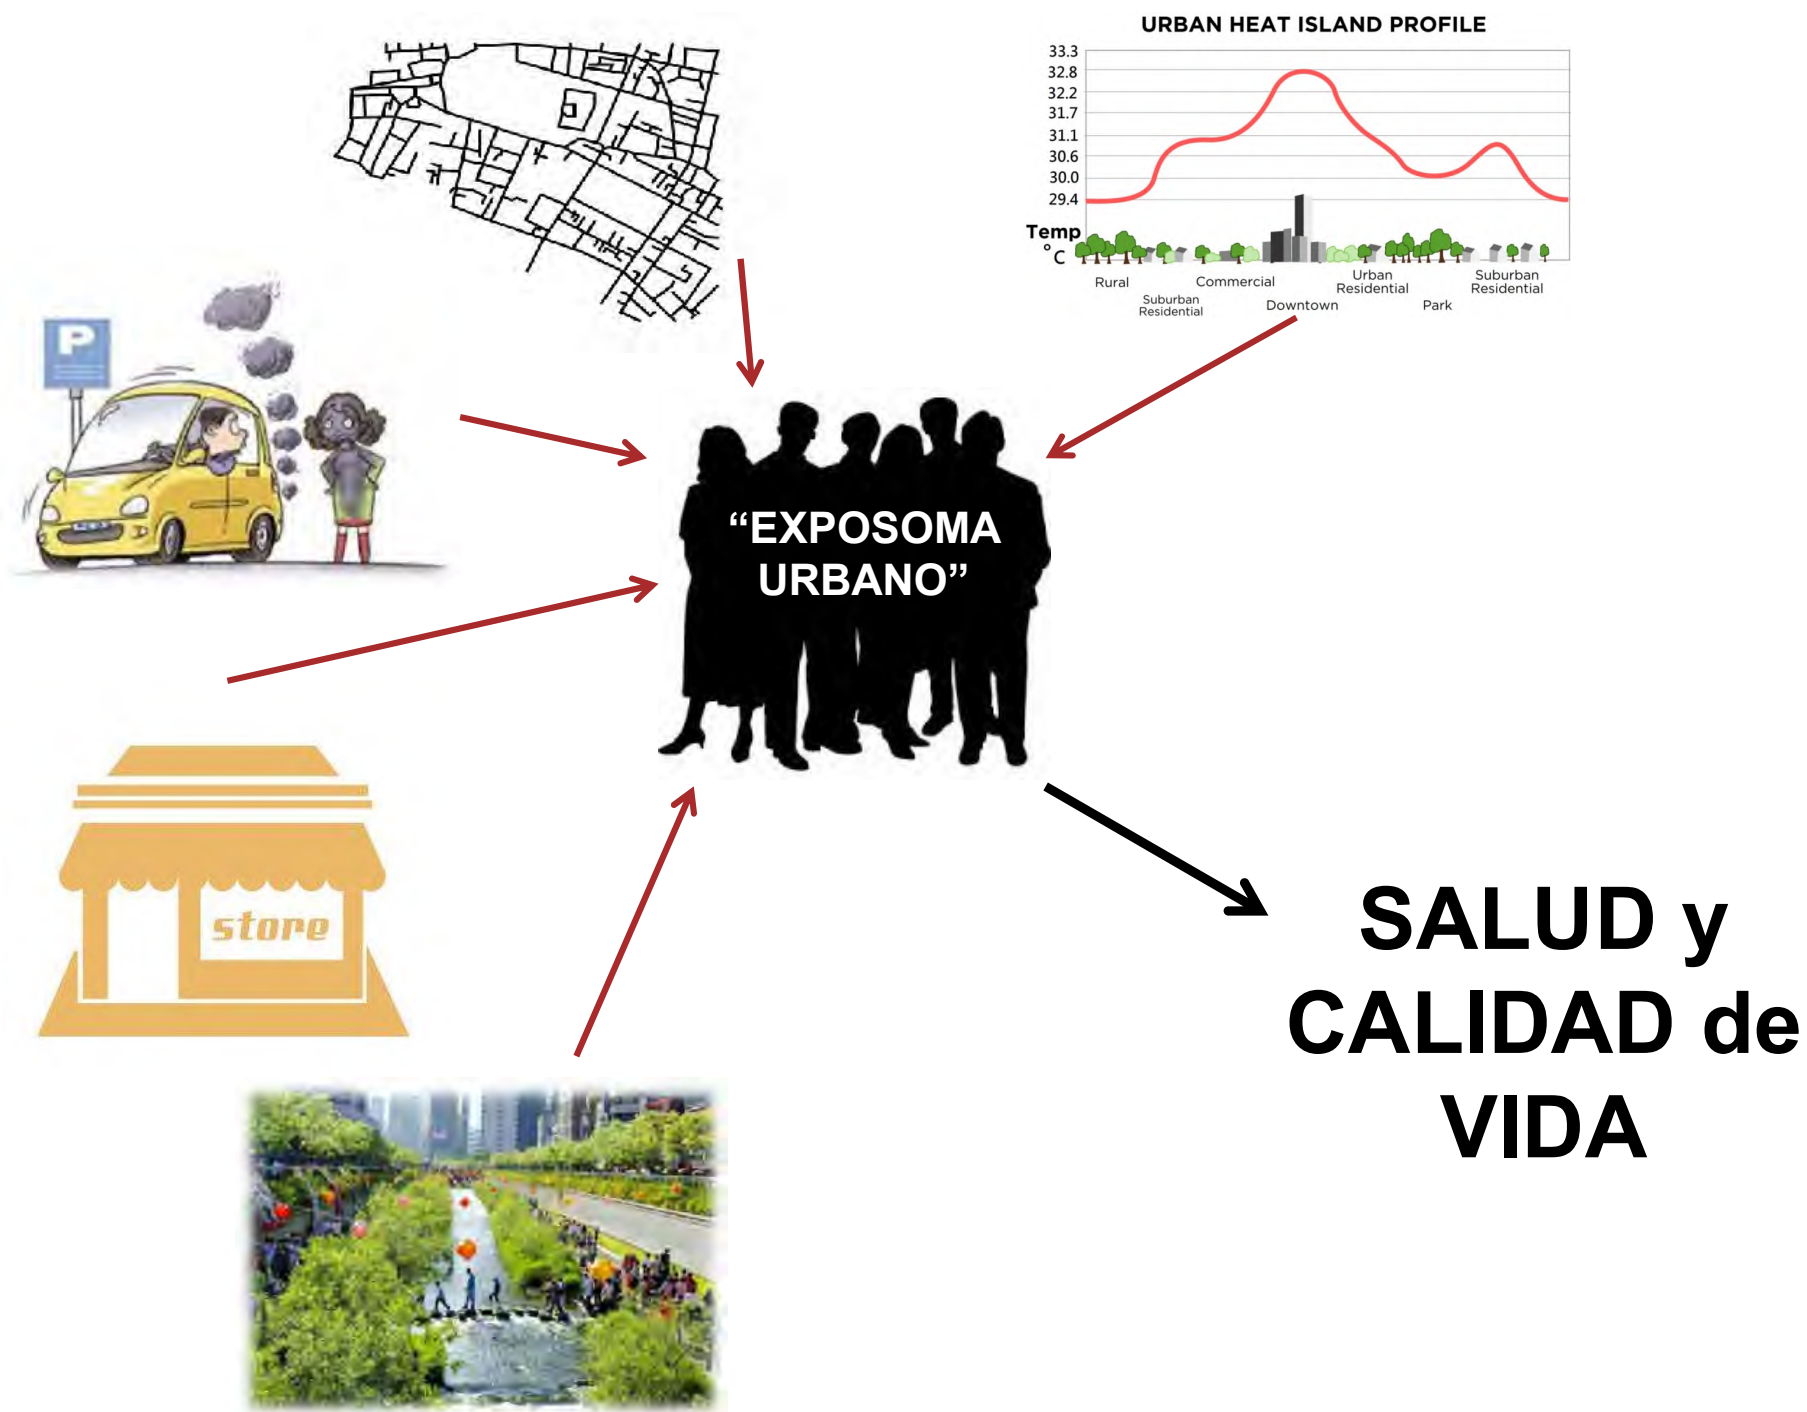 URBAN HEAT ISLAND PROFILE
33.3
32.8
32.2
31.7
31.1
30.6
30.0
29.4
Temp
°C
Rural
Suburban
Residential
Commercial
Downtown
Urban
Residential
Park
Suburban
Residential
P
“EXPOSOMA
URBANO”
store
SALUD y
CALIDAD de
VIDA